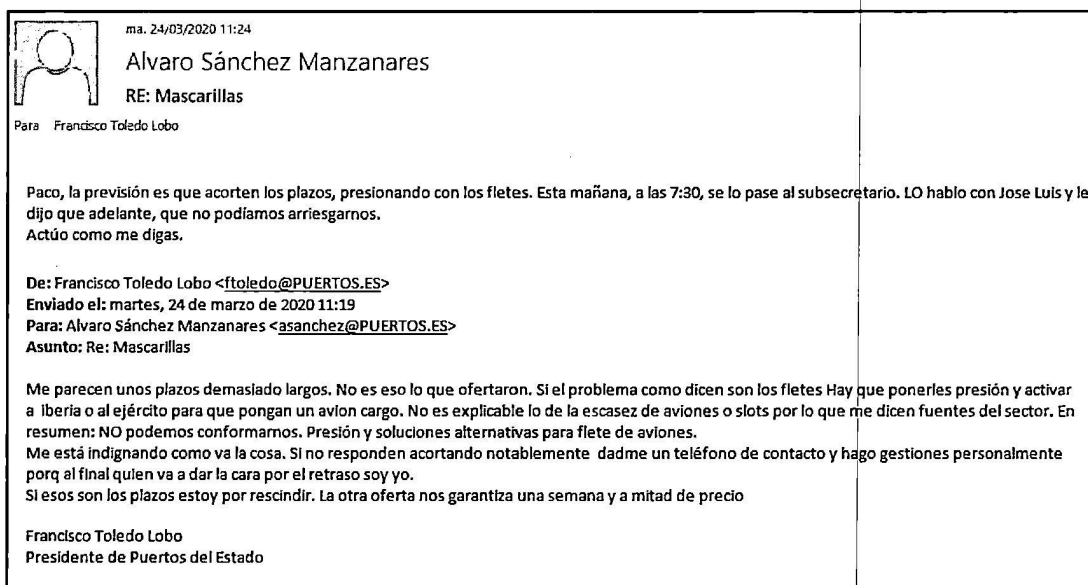 ma. 24/03/2020 11:24
Alvaro Sánchez Manzanares
RE: Mascarillas
Para Francisco Toledo Lobo
Paco, la previsión es que acorten los plazos, presionando con los fletes. Esta mañana, a las 7:30, se lo pase al subsecretario. LO hablo con Jose Luis y le
dijo que adelante, que no podíamos arriesgarnos.
Actúo como me digas.
De: Francisco Toledo Lobo <ftoledo@PUERTOS.ES>
Enviado el: martes, 24 de marzo de 2020 11:19
Para: Alvaro Sánchez Manzanares <asanchez@PUERTOS.ES>
Asunto: Re: Mascarillas
Me parecen unos plazos demasiado largos. No es eso lo que ofertaron. Si el problema como dicen son los fletes Hay que ponerles presión y activar
a Iberia o al ejército para que pongan un avion cargo. No es explicable lo de la escasez de aviones o slots por lo que me dicen fuentes del sector. En
resumen: NO podemos conformarnos. Presión y soluciones alternativas para flete de aviones.
Me está indignando como va la cosa. Si no responden acortando notablemente dadme un teléfono de contacto y hago gestiones personalmente
porq al final quien va a dar la cara por el retraso soy yo.
Si esos son los plazos estoy por rescindir. La otra oferta nos garantiza una semana y a mitad de precio
Francisco Toledo Lobo
Presidente de Puertos del Estado